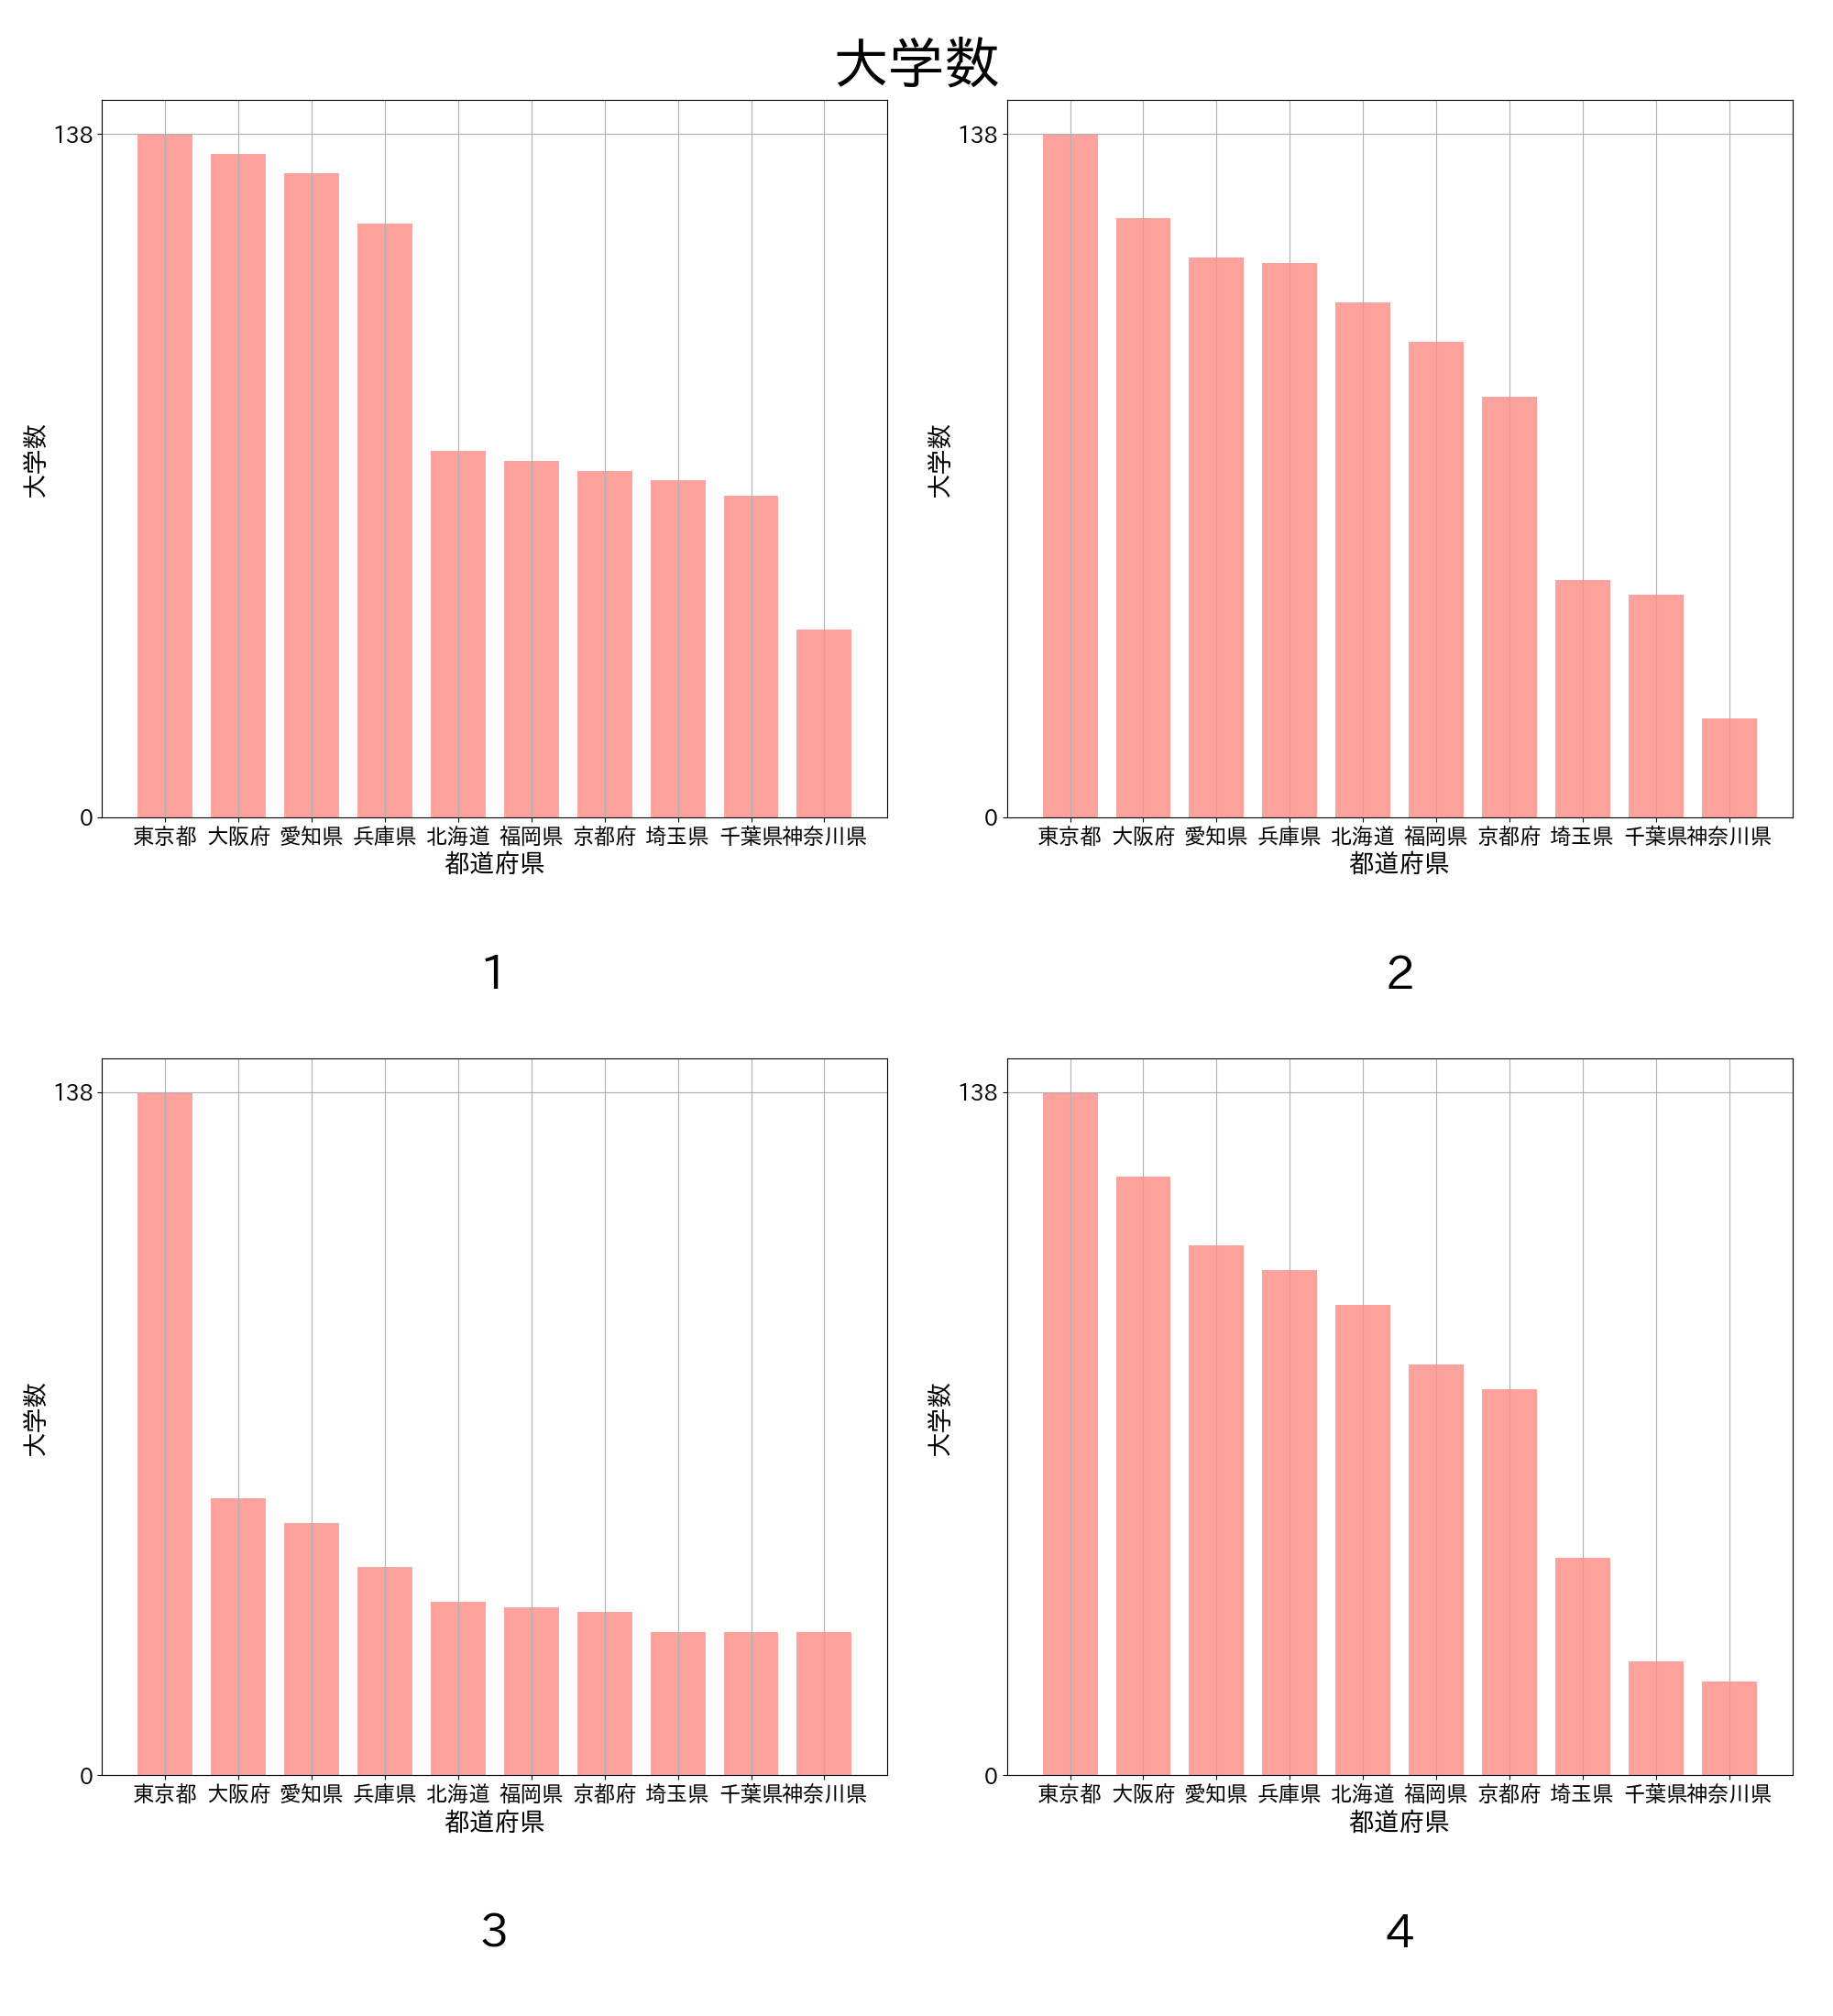 大学数
138
0
大学数
東京都 大阪府 愛知県 兵庫県 北海道 福岡県 京都府 埼玉県 千葉県 神奈川県
都道府県
1
138
0
大学数
東京都 大阪府 愛知県 兵庫県 北海道 福岡県 京都府 埼玉県 千葉県 神奈川県
都道府県
2
138
0
大学数
東京都 大阪府 愛知県 兵庫県 北海道 福岡県 京都府 埼玉県 千葉県 神奈川県
都道府県
3
138
0
大学数
東京都 大阪府 愛知県 兵庫県 北海道 福岡県 京都府 埼玉県 千葉県 神奈川県
都道府県
4